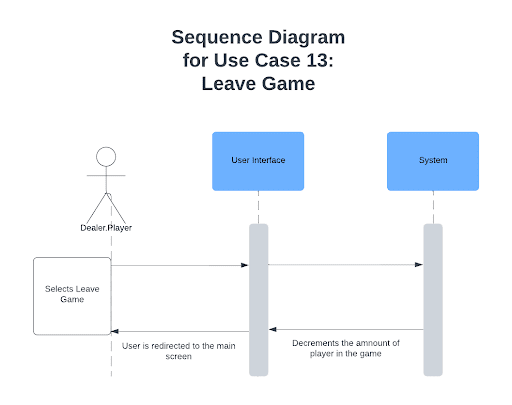 Sequence Diagram
for Use Case 13:
Leave Game
User Interface
System
Dealer.Player
Selects Leave
Game
User is redirected to the main
screen
Decrements the ammount of
player in the game